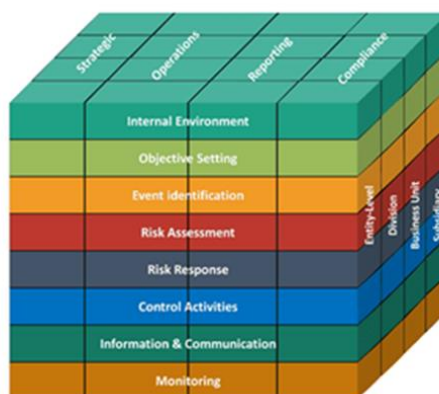 Strategic
Operations
Reporting
Compliance
Internal Environment
Objective Setting
Event identification
Risk Assessment
Risk Response
Control Activities
Information & Communication
Monitoring
Entity-Level
Division
Business Unit
Subsidiary